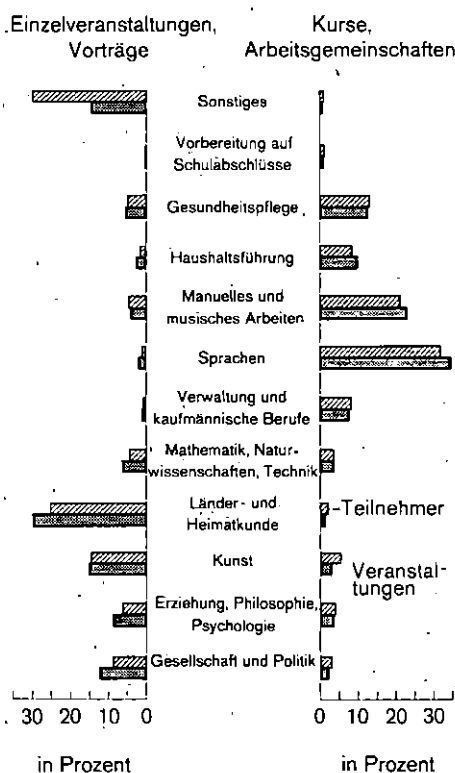 Einzelveranstaltungen,
Vorträge
Kurse,
Arbeitsgemeinschaften
Sonstiges
Vorbereitung auf
Schulabschlüsse
Gesundheitspflege
Haushaltsführung
Manuelles und
musisches Arbeiten
Sprachen
Verwaltung und
kaufmännische Berufe
Mathematik, Natur-
wissenschaften, Technik
Länder- und
Heimatkunde
-Teilnehmer
Kunst
Veranstal-
tungen
Erziehung, Philosophie,
Psychologie
Gesellschaft und Politik
30 20 10 0
0 10 20 30
in Prozent
in Prozent